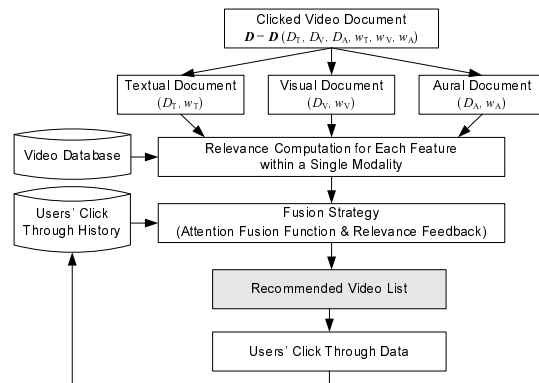 Clicked Video Document
D – D (D_T, D_V, D_A, w_T, w_V, w_A)
Textual Document
(D_T, w_T)
Visual Document
(D_V, w_V)
Aural Document
(D_A, w_A)
Video Database
Relevance Computation for Each Feature
within a Single Modality
Users' Click
Through History
Fusion Strategy
(Attention Fusion Function & Relevance Feedback)
Recommended Video List
Users' Click Through Data